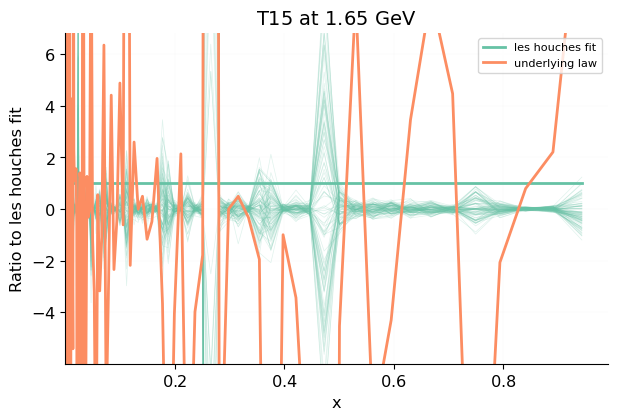 T15 at 1.65 GeV
les houches fit
underlying law
Ratio to les houches fit
6
4
2
0
−2
−4
0.2
0.4
0.6
0.8
x